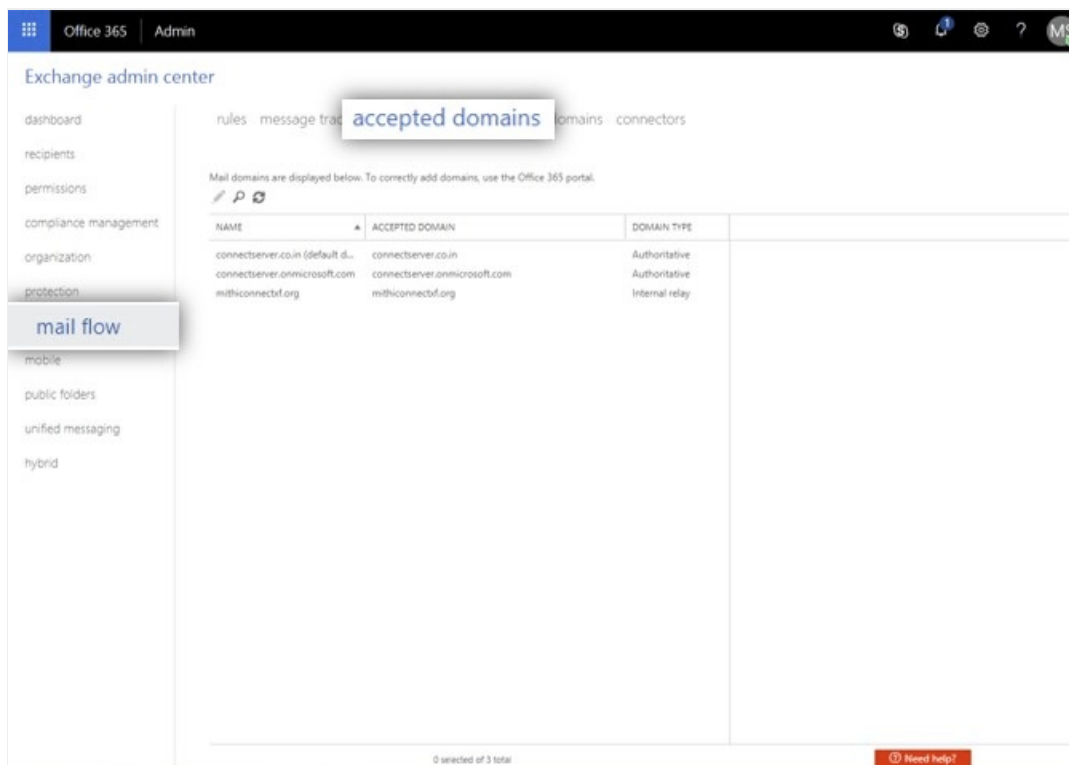 Office 365 Admin ? MS
1
Exchange admin center
dashboard
recipients
permissions
compliance management
organization
protection
mail flow
mobile
public folders
unified messaging
hybrid
rules message trac accepted domains omains connectors
Mail domains are displayed below. To correctly add domains, use the Office 365 portal.
NAME ACCEPTED DOMAIN DOMAIN TYPE
connectserver.co.in (default d... connectserver.co.in Authoritative
connectserver.onmicrosoft.com connectserver.onmicrosoft.com Authoritative
mithiconnectxf.org mithiconnectxf.org Internal relay
0 selected of 3 total
? Need help?